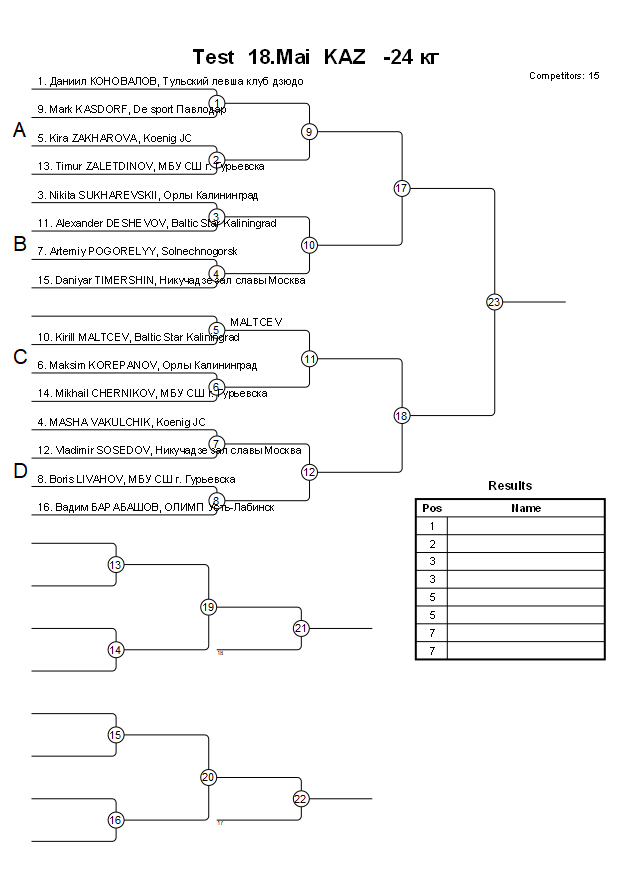 Test 18.Mai KAZ -24 кг
Competitors: 15
1. Даниил КОНОВАЛОВ, Тульский левша клуб дзюдо
1
9. Mark KASDORF, De sport Павлодар
A
9
5. Kira ZAKHAROVA, Koenig JC
2
13. Timur ZALETDINOV, МБУ СШ г. Гурьевска
17
3. Nikita SUKHAREVSKII, Орлы Калининград
3
11. Alexander DESHEVOV, Baltic Star Kaliningrad
B
10
7. Artemiy POGORELYY, Solnechnogorsk
4
15. Daniyar TIMERSHIN, Никучадзе зал славы Москва
23
5
MALTCEV
10. Kirill MALTCEV, Baltic Star Kaliningrad
C
11
6. Maksim KOREPANOV, Орлы Калининград
6
14. Mikhail CHERNIKOV, МБУ СШ г. Гурьевска
18
4. MASHA VAKULCHIK, Koenig JC
7
12. Vladimir SOSEDOV, Никучадзе зал славы Москва
D
12
8. Boris LIVAHOV, МБУ СШ г. Гурьевска
8
16. Вадим БАРАБАШОВ, ОЛИМП Усть-Лабинск
Results
Pos Name
1
2
3
3
5
5
7
7
13
19
21
14
18
15
20
22
16
17